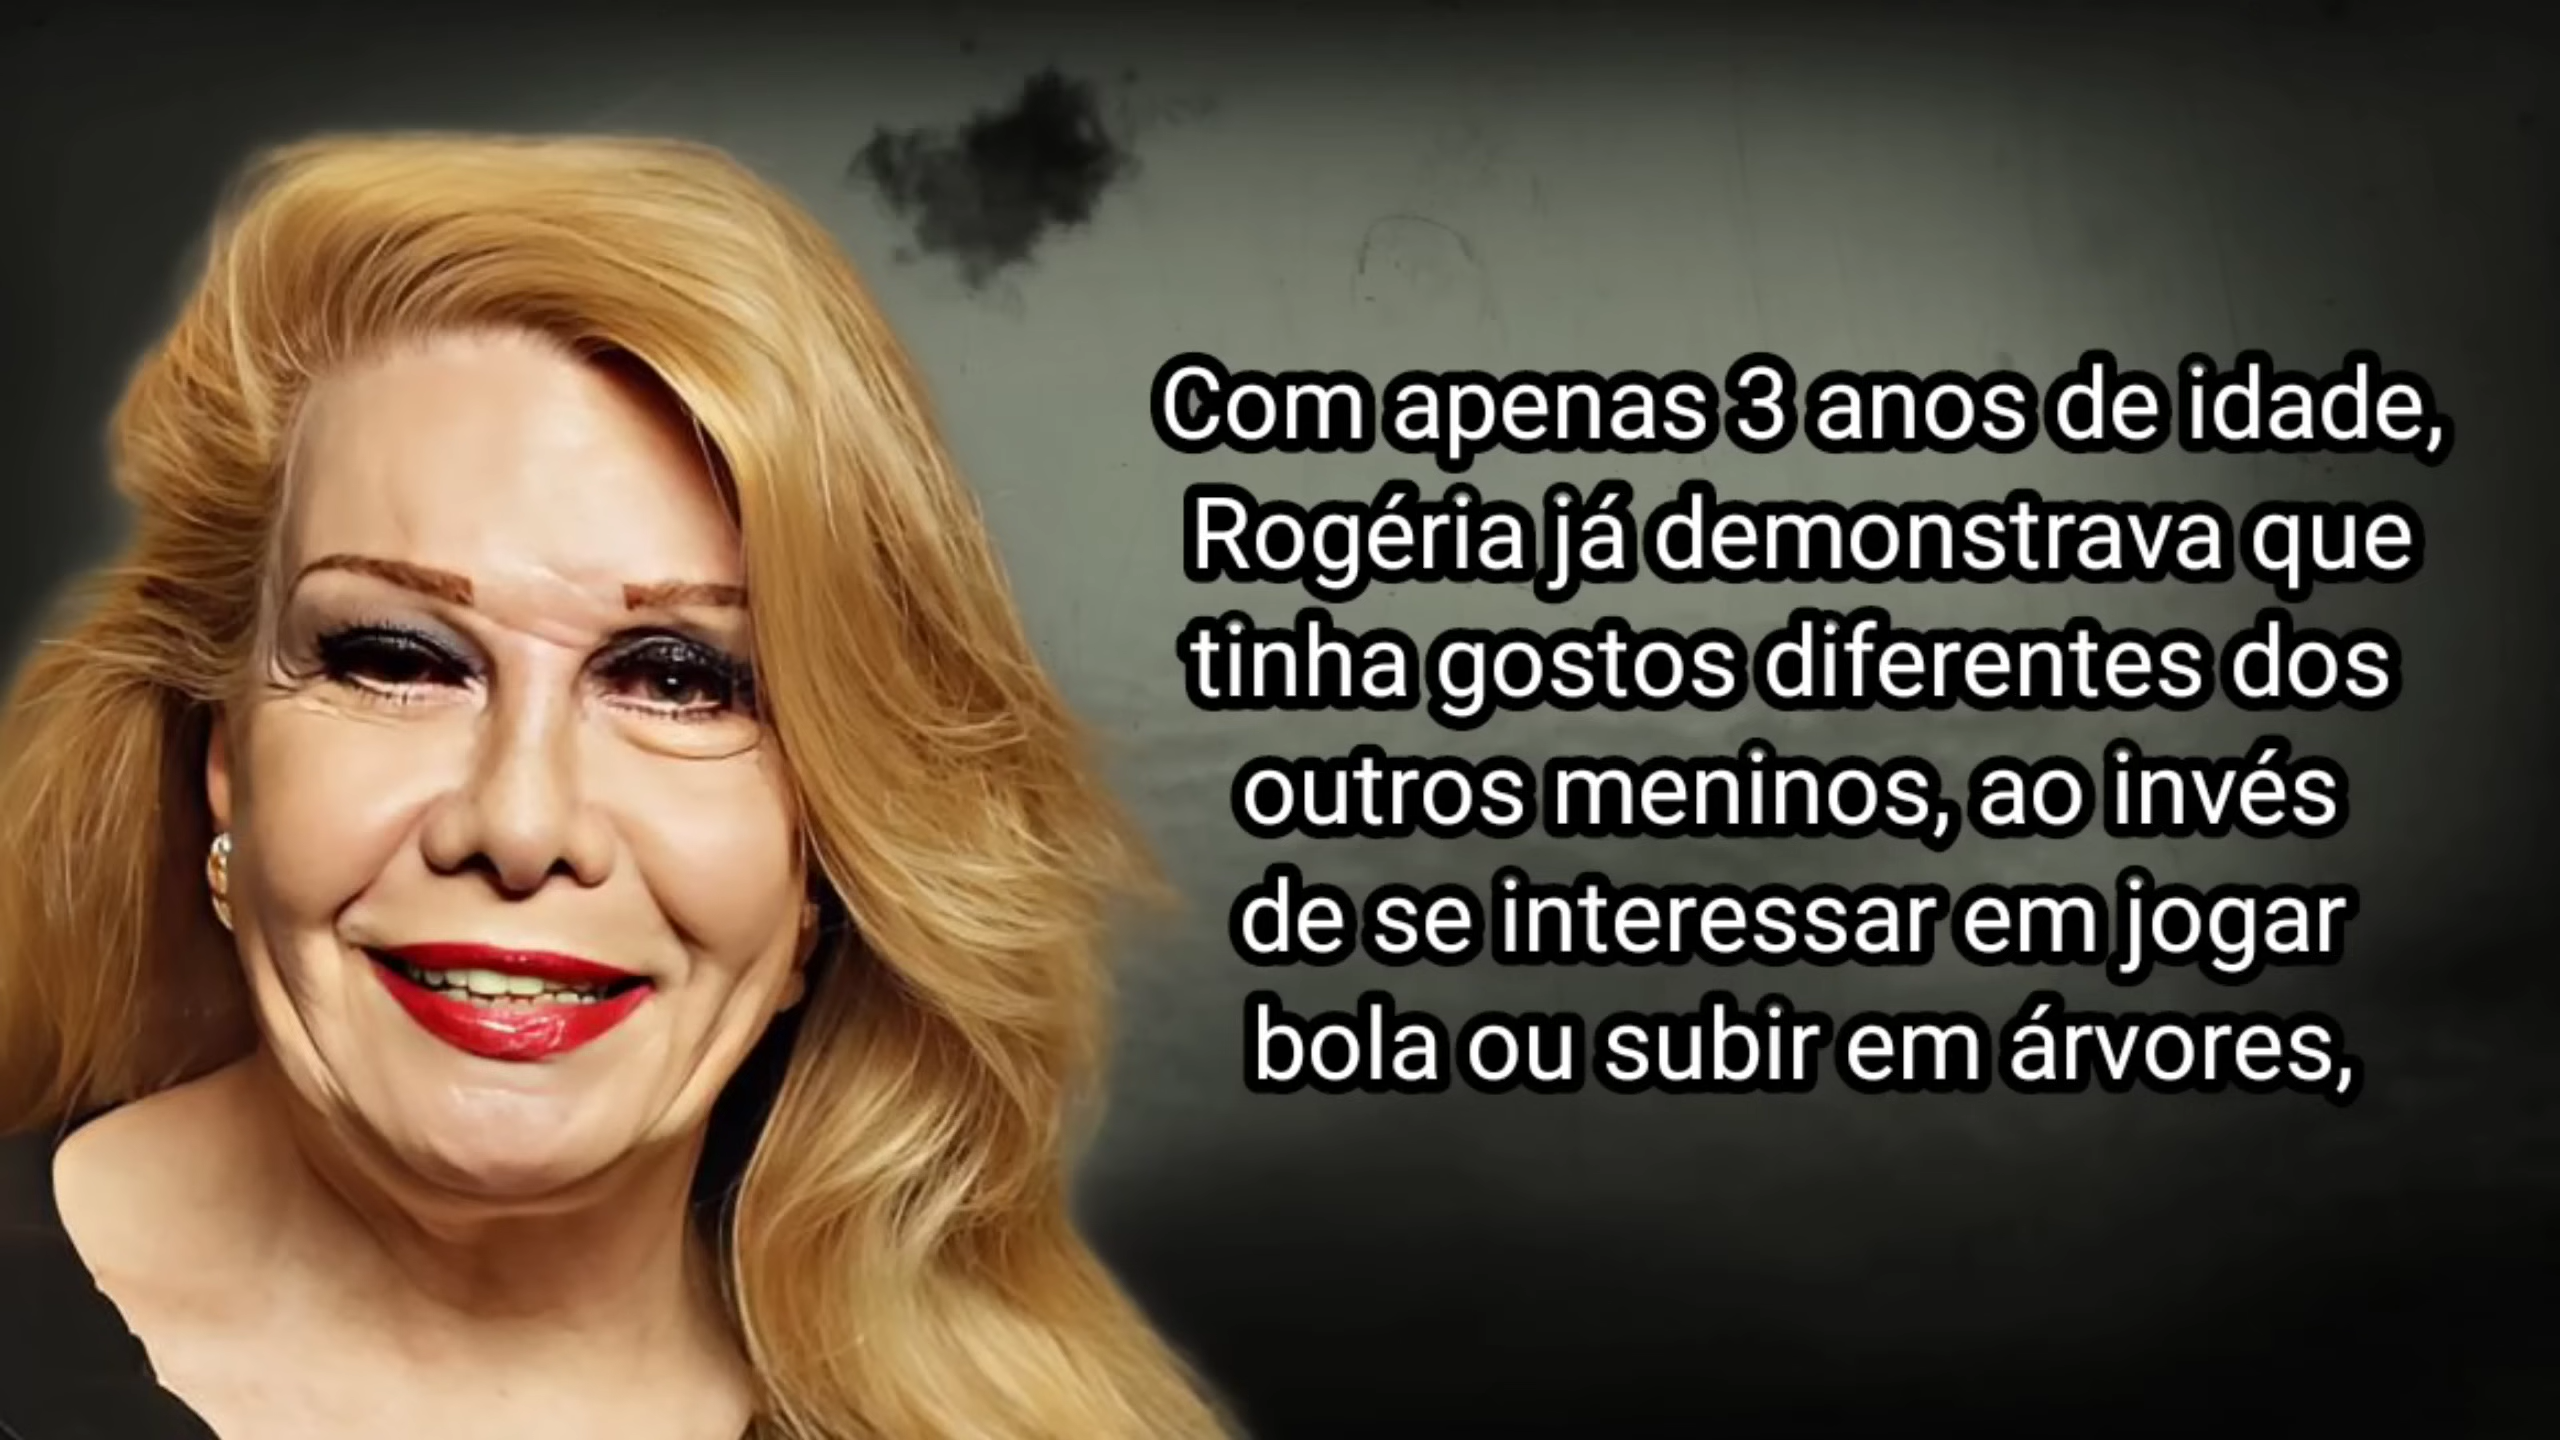 Com apenas 3 anos de idade,
Rogéria já demonstrava que
tinha gostos diferentes dos
outros meninos, ao invés
de se interessar em jogar
bola ou subir em árvores,